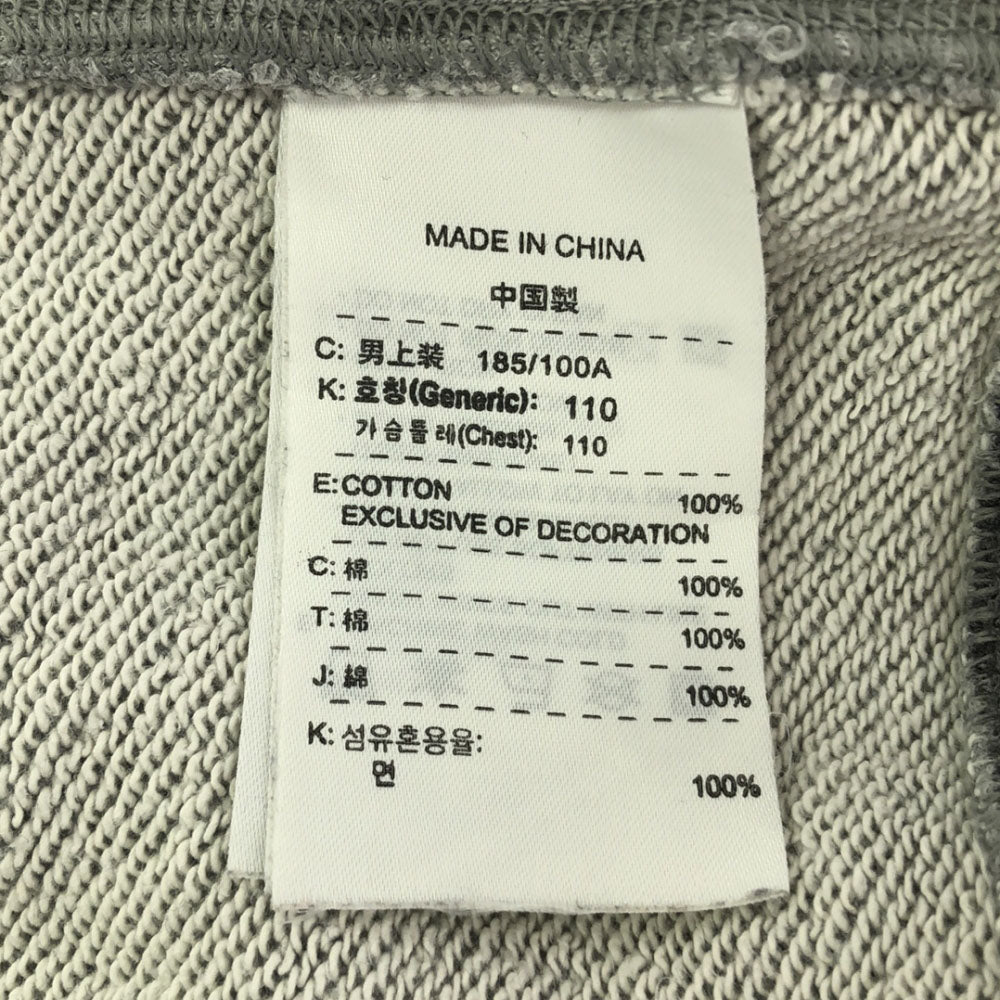 MADE IN CHINA
中国製
C: 男上装 185/100A
K: 호칭(Generic): 110
가슴둘레(Chest): 110
E: COTTON 100%
EXCLUSIVE OF DECORATION
C: 棉 100%
T: 棉 100%
J: 綿 100%
K: 섬유혼용율:
면 100%